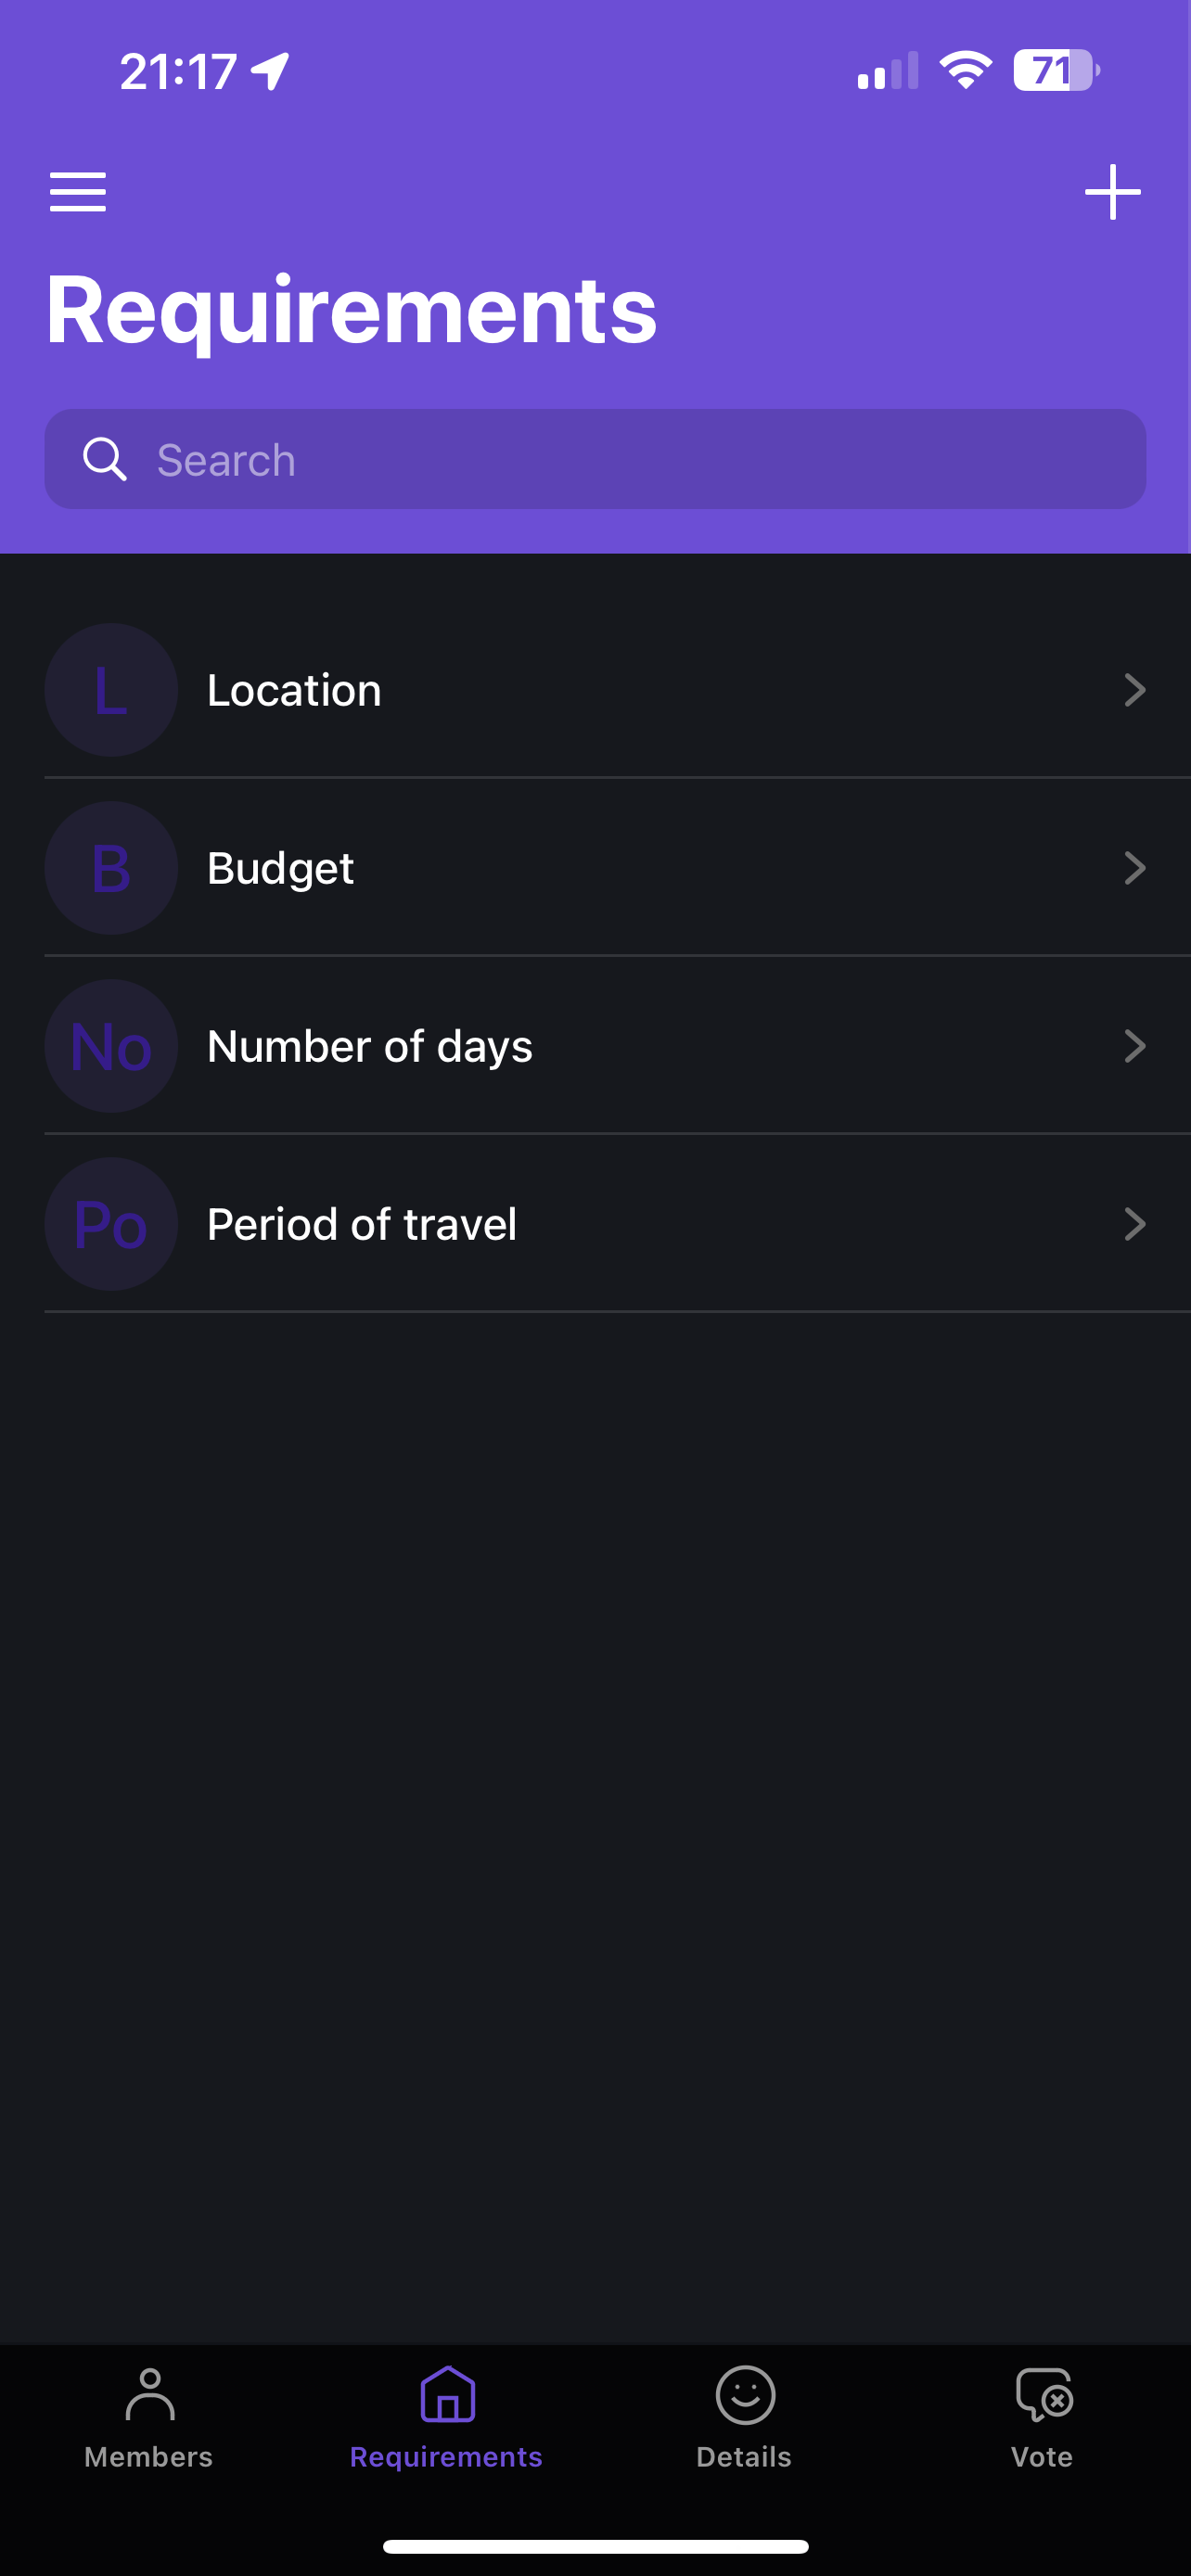 21:17
71
Requirements
Search
L
Location
B
Budget
No
Number of days
Po
Period of travel
Members
Requirements
Details
Vote